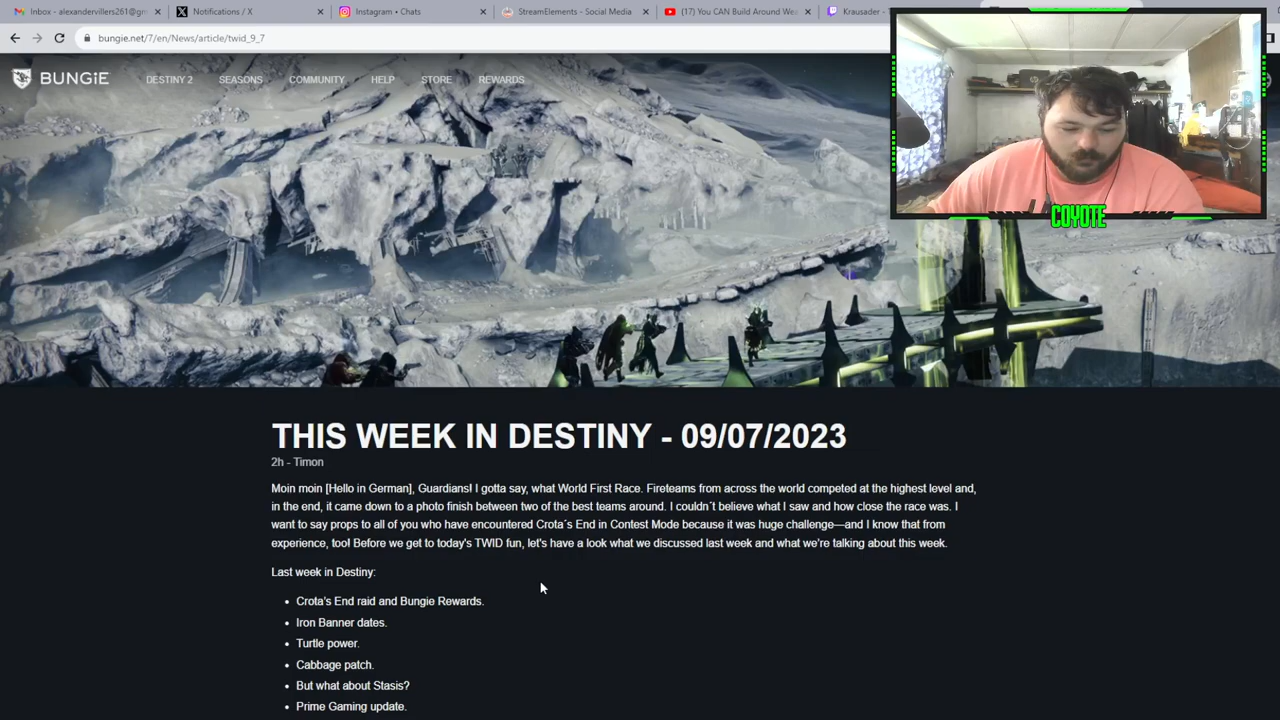 Inbox - alexandervillers261@gm
Notifications / X
Instagram • Chats
StreamElements - Social Media
(17) You CAN Build Around Wea
Krausader -
bungie.net/7/en/News/article/twid_9_7
BUNGiE
DESTINY 2
SEASONS
COMMUNITY
HELP
STORE
REWARDS
COYOTE
THIS WEEK IN DESTINY - 09/07/2023
2h - Timon
Moin moin [Hello in German], Guardians! I gotta say, what World First Race. Fireteams from across the world competed at the highest level and,
in the end, it came down to a photo finish between two of the best teams around. I couldn´t believe what I saw and how close the race was. I
want to say props to all of you who have encountered Crota´s End in Contest Mode because it was huge challenge—and I know that from
experience, too! Before we get to today's TWID fun, let's have a look what we discussed last week and what we're talking about this week.
Last week in Destiny:
• Crota's End raid and Bungie Rewards.
• Iron Banner dates.
• Turtle power.
• Cabbage patch.
• But what about Stasis?
• Prime Gaming update.